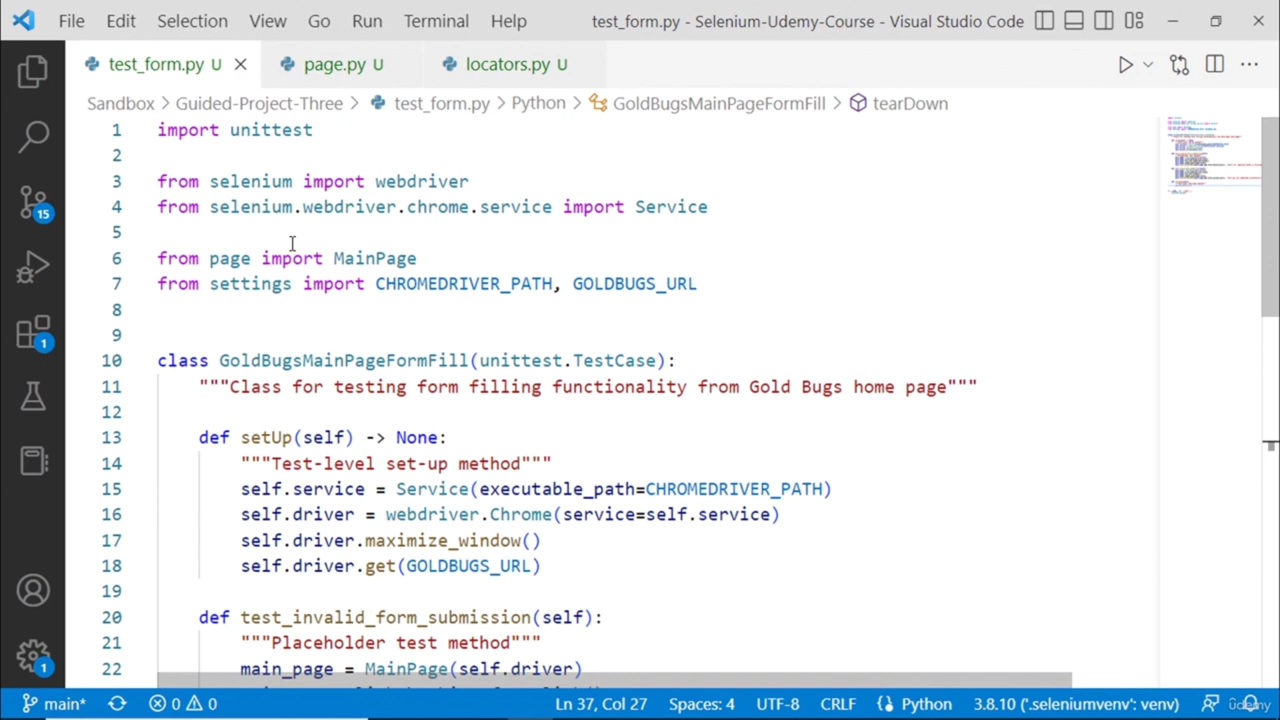 File Edit Selection View Go Run Terminal Help test_form.py - Selenium-Udemy-Course - Visual Studio Code
test_form.py U page.py U locators.py U
Sandbox > Guided-Project-Three > test_form.py > Python > GoldBugsMainPageFormFill > tearDown
1 import unittest
2
3 from selenium import webdriver
4 from selenium.webdriver.chrome.service import Service
5
6 from page import MainPage
7 from settings import CHROMEDRIVER_PATH, GOLDBUGS_URL
8
9
10 class GoldBugsMainPageFormFill(unittest.TestCase):
11 """Class for testing form filling functionality from Gold Bugs home page"""
12
13 def setUp(self) -> None:
14 """Test-level set-up method"""
15 self.service = Service(executable_path=CHROMEDRIVER_PATH)
16 self.driver = webdriver.Chrome(service=self.service)
17 self.driver.maximize_window()
18 self.driver.get(GOLDBUGS_URL)
19
20 def test_invalid_form_submission(self):
21 """Placeholder test method"""
22 main_page = MainPage(self.driver)
15
1
1
main* 0 0 Ln 37, Col 27 Spaces: 4 UTF-8 CRLF Python 3.8.10 ('.seleniumvenv': venv)
udemy